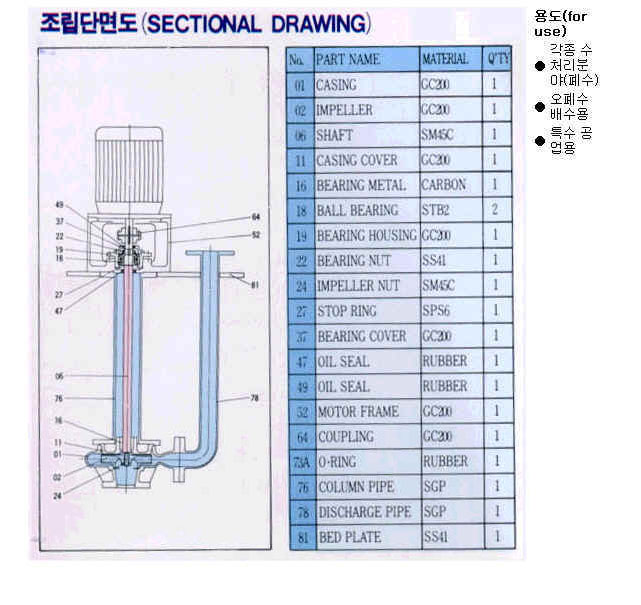 조립단면도(SECTIONAL DRAWING)
No. PART NAME MATERIAL Q'TY
01 CASING GC200 1
02 IMPELLER GC200 1
06 SHAFT SM45C 1
11 CASING COVER GC200 1
16 BEARING METAL CARBON 1
18 BALL BEARING STB2 2
19 BEARING HOUSING GC200 1
22 BEARING NUT SS41 1
24 IMPELLER NUT SM45C 1
27 STOP RING SPS6 1
37 BEARING COVER GC200 1
47 OIL SEAL RUBBER 1
49 OIL SEAL RUBBER 1
52 MOTOR FRAME GC200 1
64 COUPLING GC200 1
73A O-RING RUBBER 1
76 COLUMN PIPE SGP 1
78 DISCHARGE PIPE SGP 1
81 BED PLATE SS41 1
49
37
22
19
18
27
47
06
76
16
11
01
02
24
64
52
81
78
용도(for
use)
● 각종 수
처리분
야(폐수)
● 오폐수
배수용
● 특수 공
업용